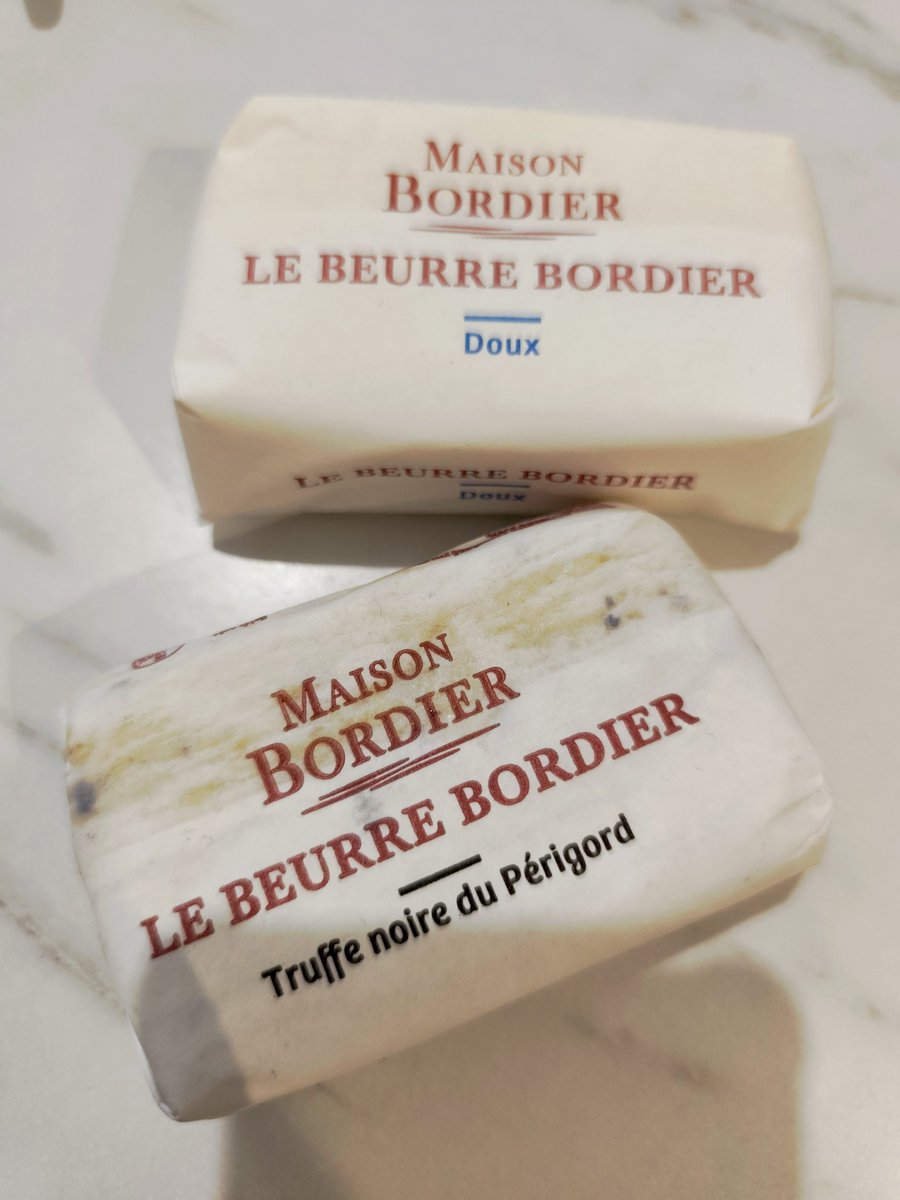 MAISON
BORDIER
LE BEURRE BORDIER
Doux
LE BEURRE BORDIER
Doux
MAISON
BORDIER
LE BEURRE BORDIER
Truffe noire du Périgord